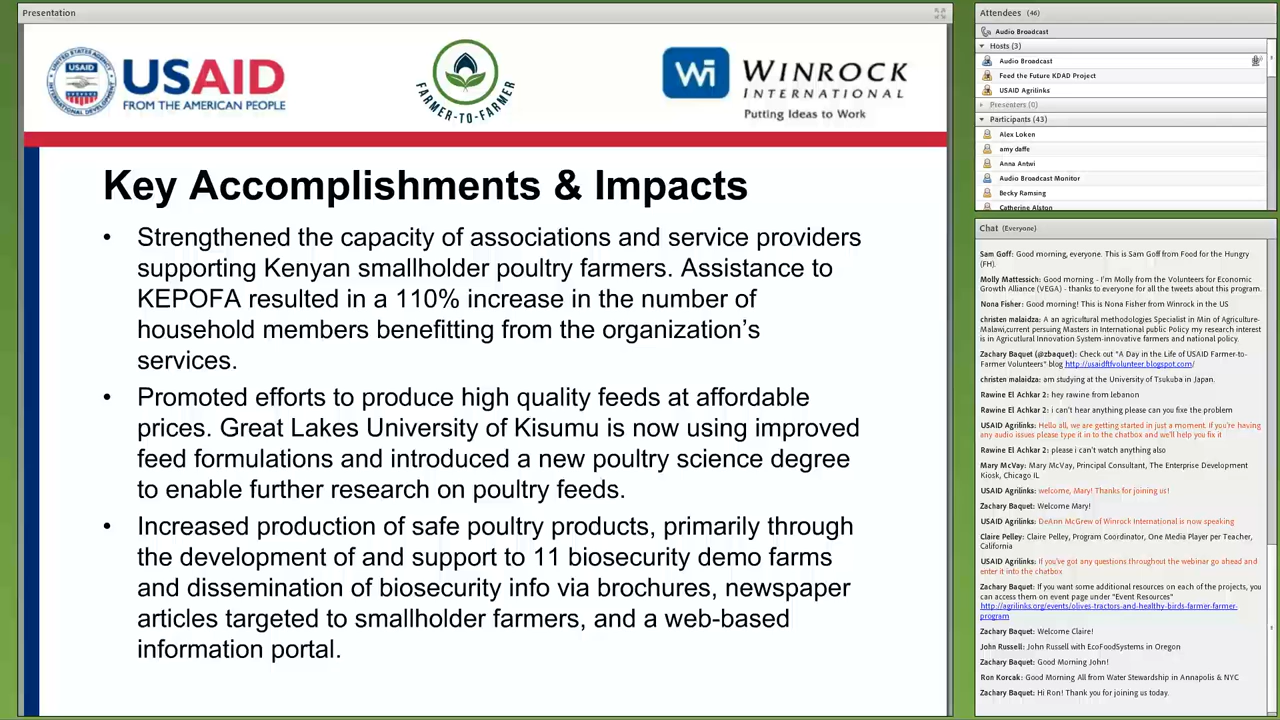 Presentation
USAID
FROM THE AMERICAN PEOPLE
UNITED STATES AGENCY
INTERNATIONAL DEVELOPMENT
USAID
FARMER-TO-FARMER
Wi
WINROCK
INTERNATIONAL
Putting Ideas to Work
Key Accomplishments & Impacts
• Strengthened the capacity of associations and service providers
supporting Kenyan smallholder poultry farmers. Assistance to
KEPOFA resulted in a 110% increase in the number of
household members benefitting from the organization's
services.
• Promoted efforts to produce high quality feeds at affordable
prices. Great Lakes University of Kisumu is now using improved
feed formulations and introduced a new poultry science degree
to enable further research on poultry feeds.
• Increased production of safe poultry products, primarily through
the development of and support to 11 biosecurity demo farms
and dissemination of biosecurity info via brochures, newspaper
articles targeted to smallholder farmers, and a web-based
information portal.
Attendees (46)
Audio Broadcast
Hosts (3)
Audio Broadcast
Feed the Future KDAD Project
USAID Agrilinks
Presenters (0)
Participants (43)
Alex Loken
amy daffe
Anna Antwi
Audio Broadcast Monitor
Becky Ramsing
Catherine Alston
Chat (Everyone)
Sam Goff: Good morning, everyone. This is Sam Goff from Food for the Hungry
(FH).
Molly Mattessich: Good morning - I'm Molly from the Volunteers for Economic
Growth Alliance (VEGA) - thanks to everyone for all the tweets about this program.
Nona Fisher: Good morning! This is Nona Fisher from Winrock in the US
christen malaidza: A an agricultural methodologies Specialist in Min of Agriculture-
Malawi,current persuing Masters in International public Policy my research interest
is in Agricultural Innovation System-innovative farmers and national policy.
Zachary Baquet (@zbaquet): Check out "A Day in the Life of USAID Farmer-to-
Farmer Volunteers" blog http://usaidftfvolunteer.blogspot.com/
christen malaidza: am studying at the University of Tsukuba in Japan.
Rawine El Achkar 2: hey rawine from lebanon
Rawine El Achkar 2: i can't hear anything please can you fixe the problem
USAID Agrilinks: Hello all, we are getting started in just a moment. If you're having
any audio issues please type it in to the chatbox and we'll help you fix it
Rawine El Achkar 2: please i can't watch anything also
Mary McVay: Mary McVay, Principal Consultant, The Enterprise Development
Kiosk, Chicago IL
USAID Agrilinks: welcome, Mary! Thanks for joining us!
Zachary Baquet: Welcome Mary!
USAID Agrilinks: DeAnn McGrew of Winrock International is now speaking
Claire Pelley: Claire Pelley, Program Coordinator, One Media Player per Teacher,
California
USAID Agrilinks: If you've got any questions throughout the webinar go ahead and
enter it into the chatbox
Zachary Baquet: If you want some additional resources on each of the projects, you
can access them on event page under "Event Resources"
http://agrilinks.org/events/olives-tractors-and-healthy-birds-farmer-farmer-
program
Zachary Baquet: Welcome Claire!
John Russell: John Russell with EcoFoodSystems in Oregon
Zachary Baquet: Good Morning John!
Ron Korcak: Good Morning All from Water Stewardship in Annapolis & NYC
Zachary Baquet: Hi Ron! Thank you for joining us today.